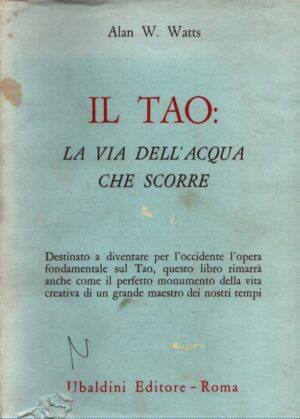 Alan W. Watts
IL TAO:
LA VIA DELL'ACQUA
CHE SCORRE
Destinato a diventare per l'occidente l'opera
fondamentale sul Tao, questo libro rimarrà
anche come il perfetto monumento della vita
creativa di un grande maestro dei nostri tempi
N
Ubaldini Editore - Roma